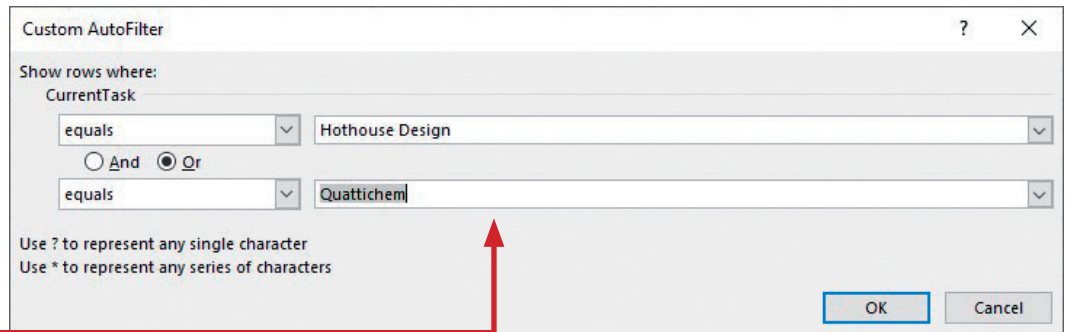 Custom AutoFilter ? ×
Show rows where:
CurrentTask
equals Hothouse Design
And Or
equals Quattichem
Use ? to represent any single character
Use * to represent any series of characters
OK Cancel